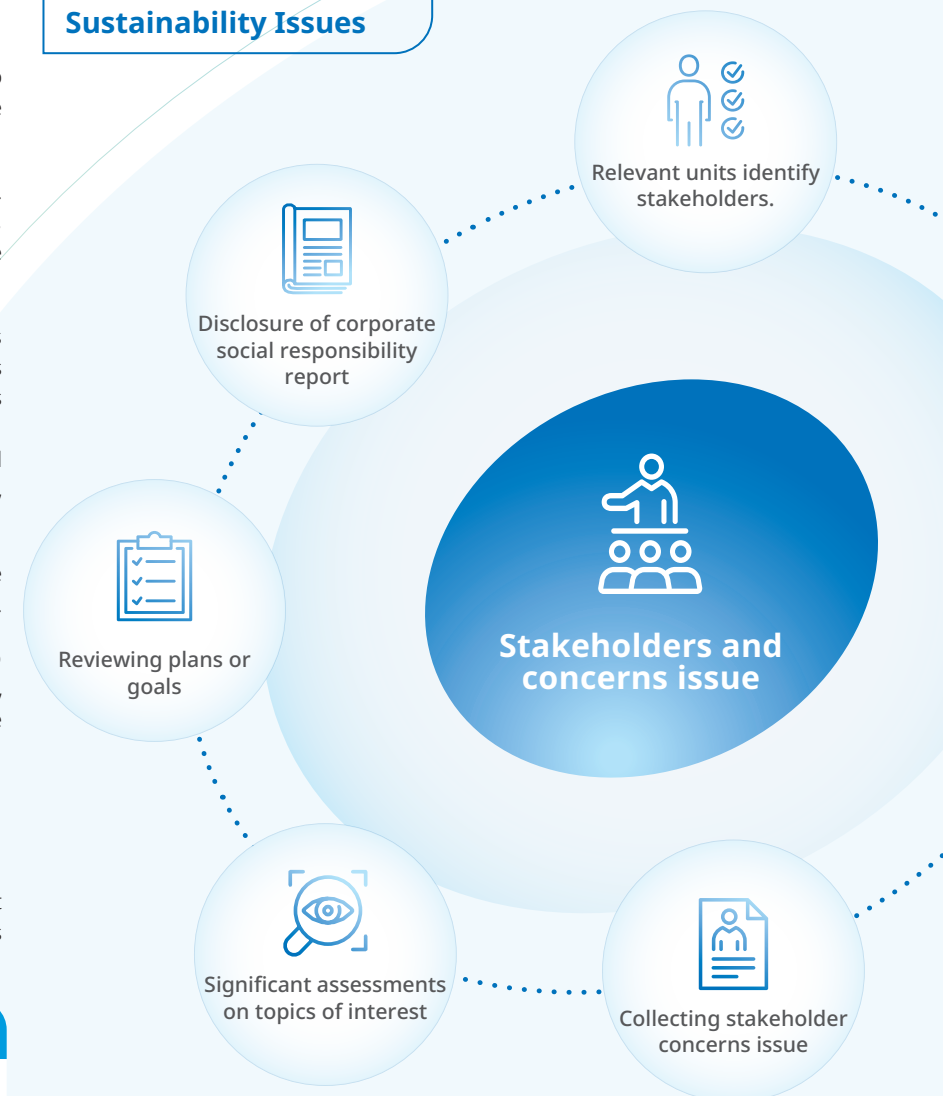 Sustainability Issues
Relevant units identify
stakeholders.
Disclosure of corporate
social responsibility
report
Stakeholders and
concerns issue
Reviewing plans or
goals
Significant assessments
on topics of interest
Collecting stakeholder
concerns issue